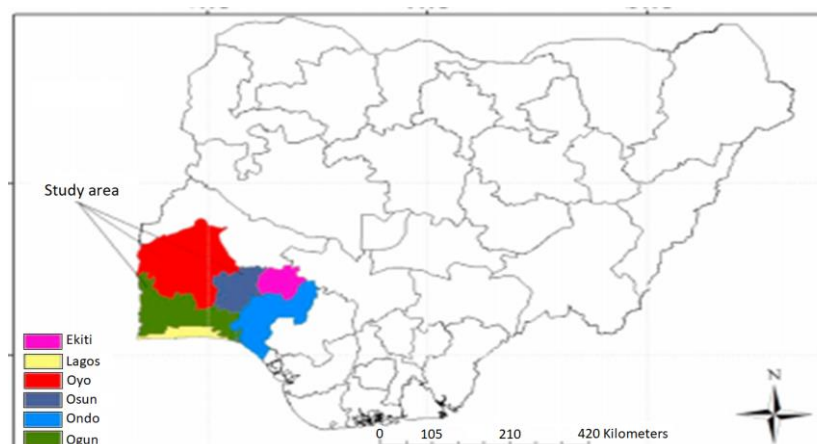 Study area
Ekiti
Lagos
Oyo
Osun
Ondo
Ogun
N
0 105 210 420 Kilometers